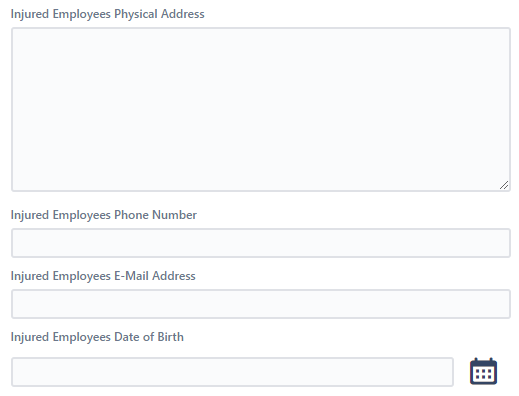 Injured Employees Physical Address
Injured Employees Phone Number
Injured Employees E-Mail Address
Injured Employees Date of Birth